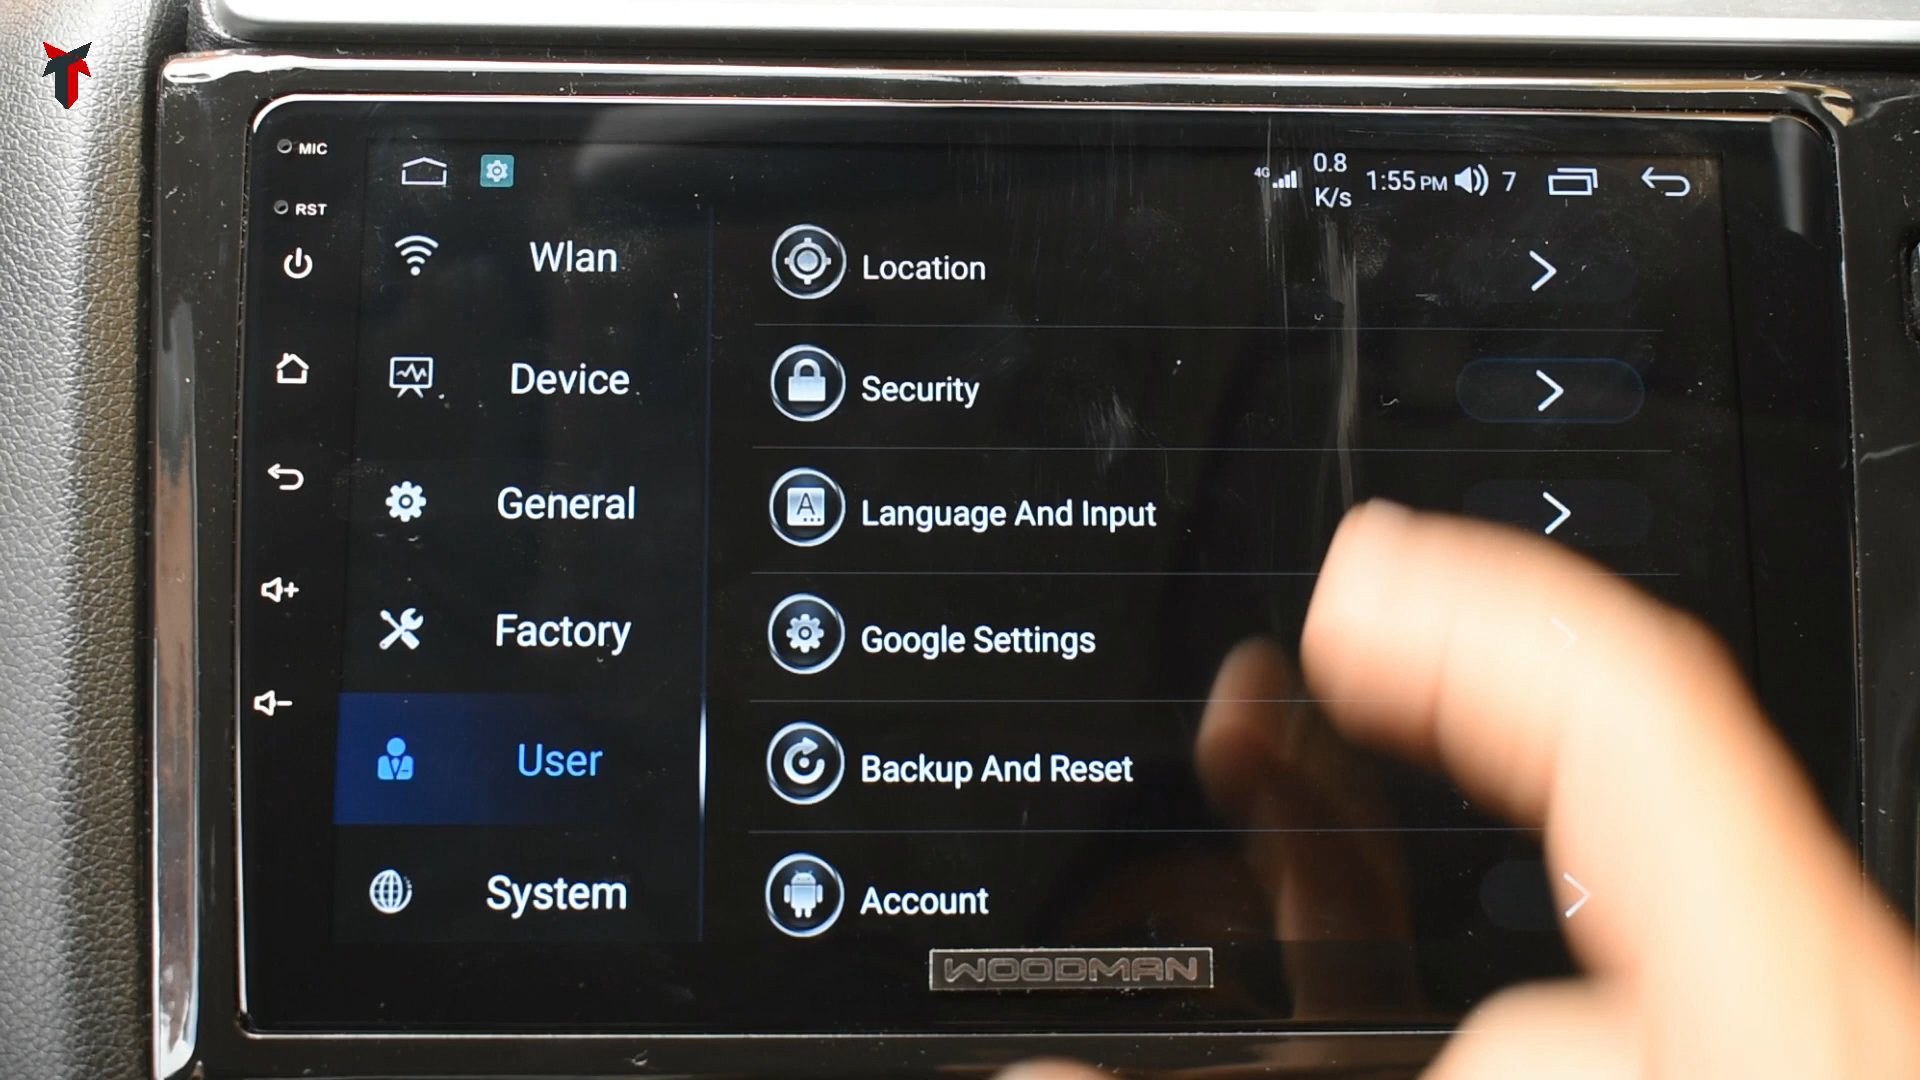 MIC
RST
4G
0.8
K/s
1:55 PM
7
Wlan
Device
General
Factory
User
System
Location
Security
Language And Input
Google Settings
Backup And Reset
Account
WOODMAN